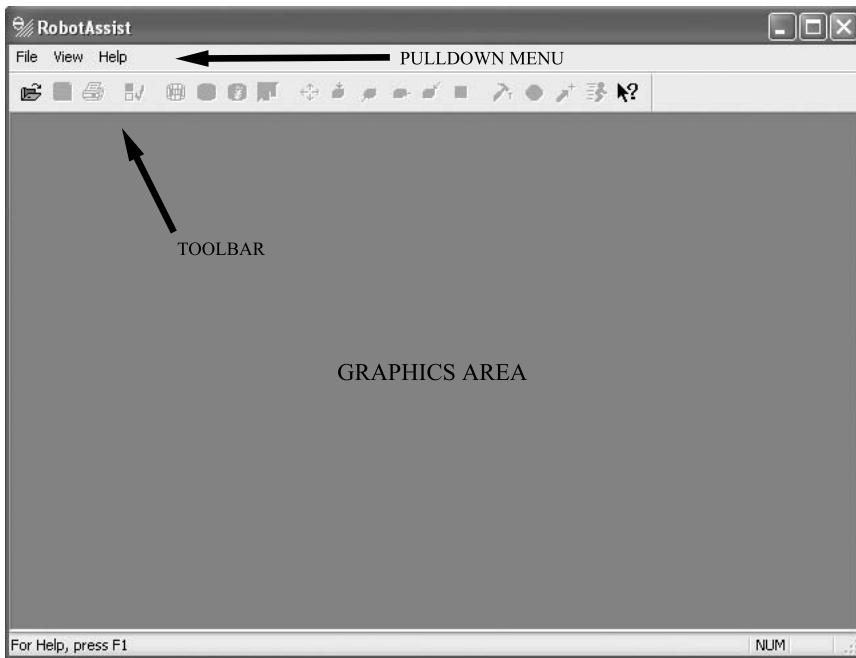 RobotAssist
File View Help
PULLDOWN MENU
TOOLBAR
GRAPHICS AREA
For Help, press F1
NUM